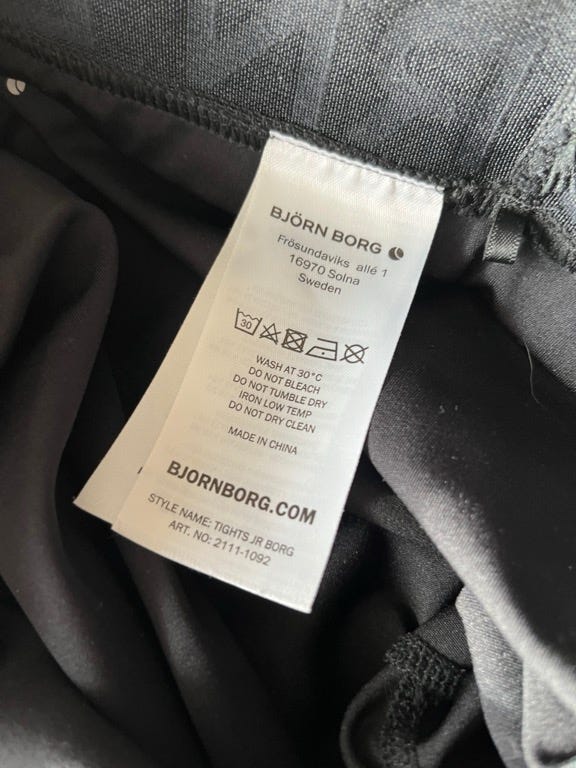 BJÖRN BORG
Frösundaviks allé 1
16970 Solna
Sweden
30
WASH AT 30°C
DO NOT BLEACH
DO NOT TUMBLE DRY
IRON LOW TEMP
DO NOT DRY CLEAN
MADE IN CHINA
BJORNBORG.COM
STYLE NAME: TIGHTS JR BORG
ART. NO: 2111-1092